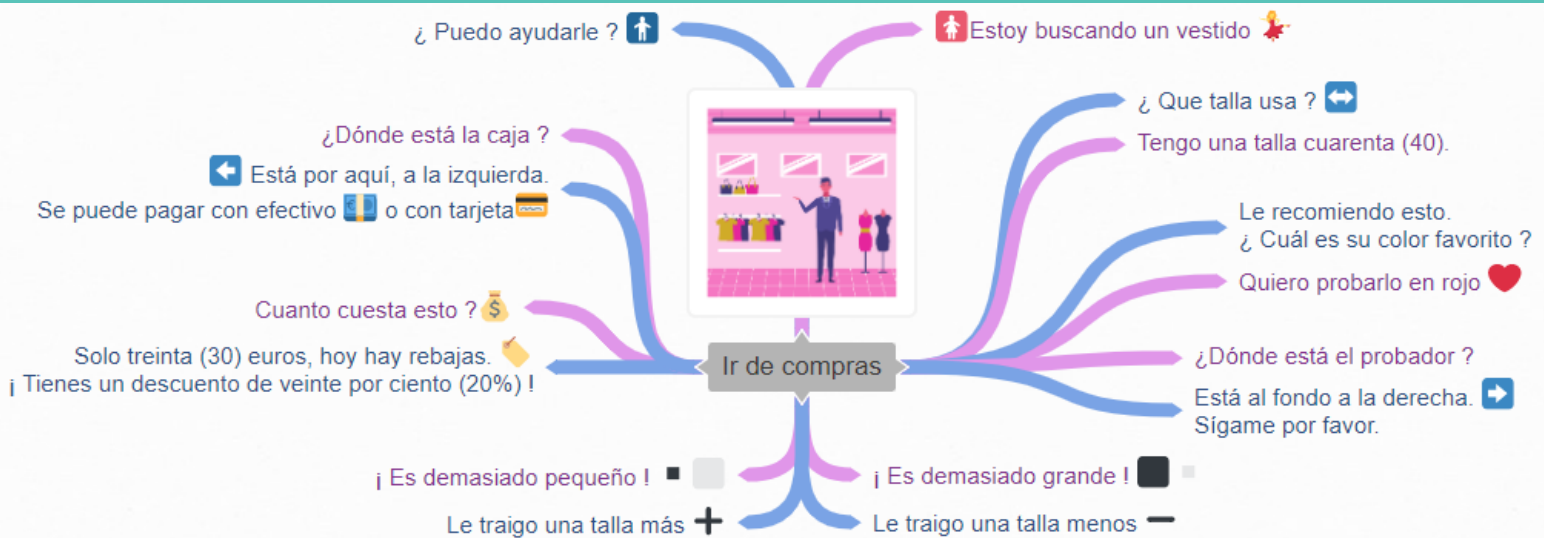 ¿ Puedo ayudarle ?
Estoy buscando un vestido
¿ Que talla usa ?
Tengo una talla cuarenta (40).
Le recomiendo esto.
¿ Cuál es su color favorito ?
Quiero probarlo en rojo
¿Dónde está el probador ?
Está al fondo a la derecha.
Sígame por favor.
¡ Es demasiado grande !
Le traigo una talla menos
¡ Es demasiado pequeño !
Le traigo una talla más
Cuanto cuesta esto ?
Solo treinta (30) euros, hoy hay rebajas.
¡ Tienes un descuento de veinte por ciento (20%) !
¿Dónde está la caja ?
Está por aquí, a la izquierda.
Se puede pagar con efectivo o con tarjeta
Ir de compras